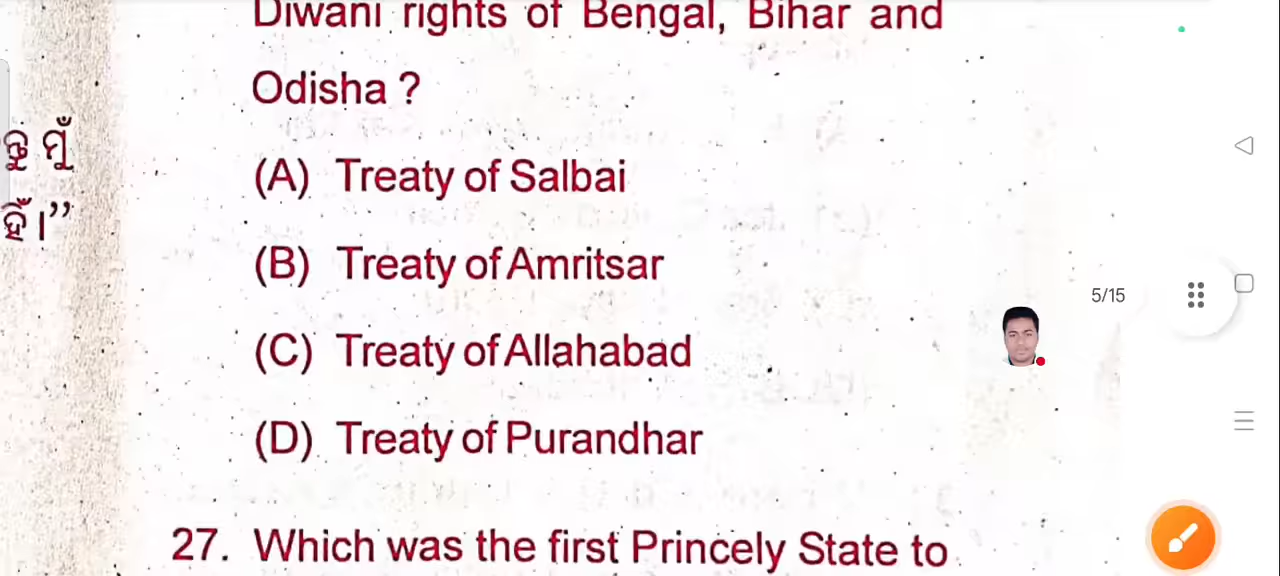 Diwani rights of Bengal, Bihar and
Odisha ?
(A) Treaty of Salbai
(B) Treaty of Amritsar
(C) Treaty of Allahabad
(D) Treaty of Purandhar
27. Which was the first Princely State to
ହିଁ ।”
5/15